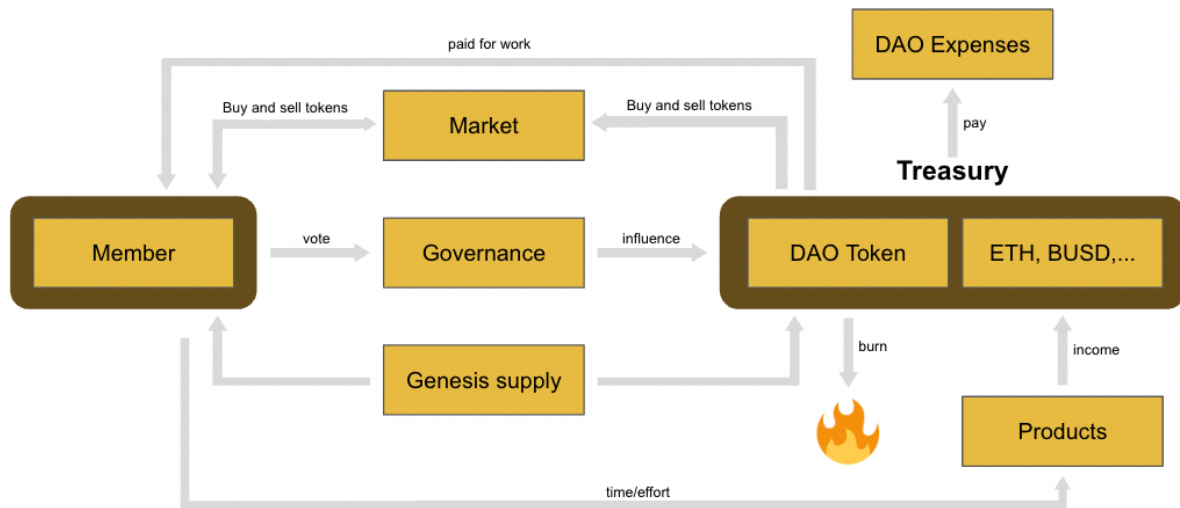 paid for work
DAO Expenses
Buy and sell tokens
Market
Buy and sell tokens
pay
Treasury
Member
vote
Governance
influence
DAO Token
ETH, BUSD,...
Genesis supply
burn
income
Products
time/effort